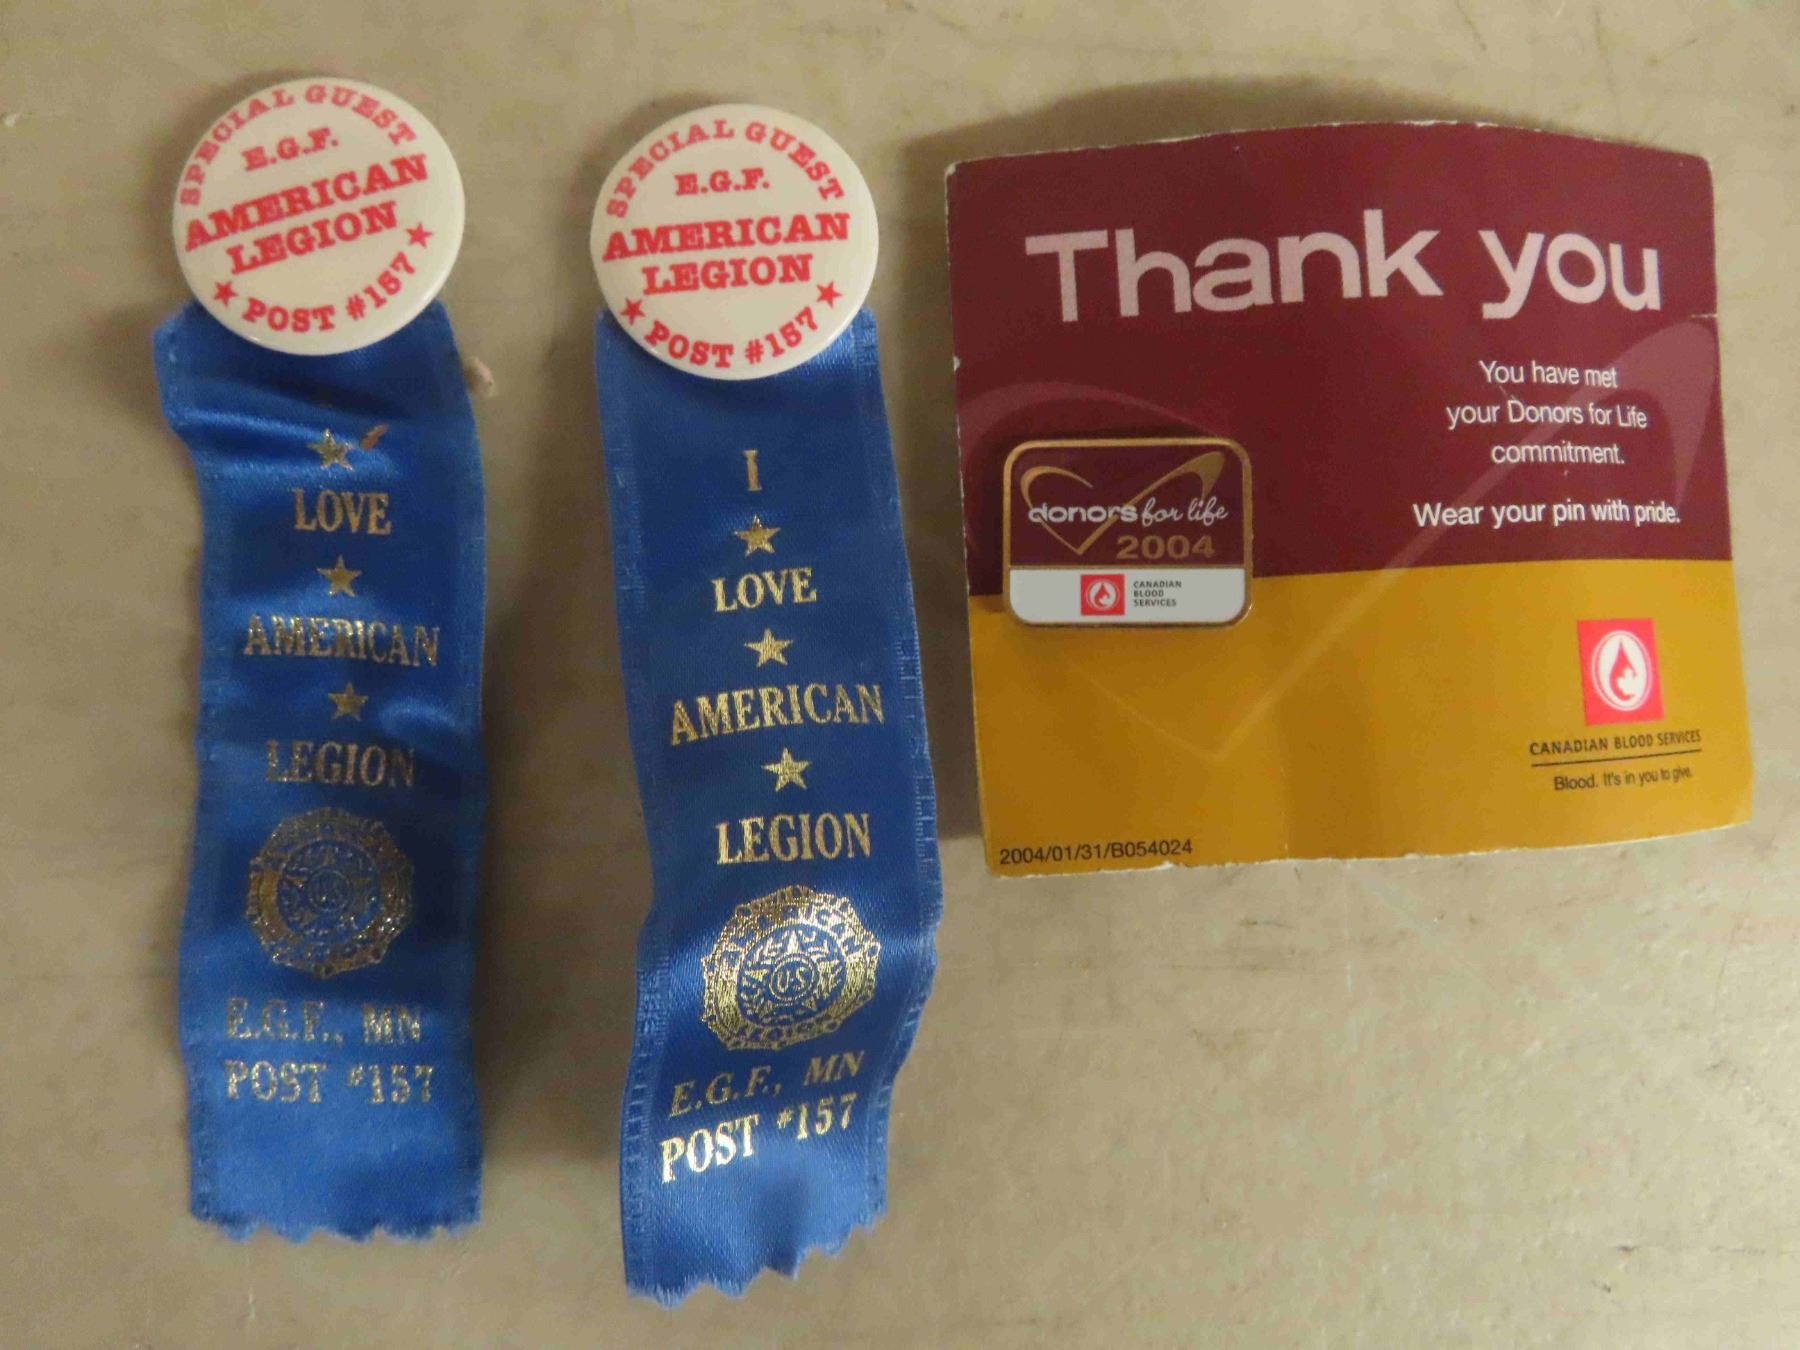 SPECIAL GUEST
E.G.F.
AMERICAN
LEGION
POST #157
LOVE
AMERICAN
LEGION
U.S
E.G.F., MN
POST #157
SPECIAL GUEST
E.G.F.
AMERICAN
LEGION
POST #157
I
LOVE
AMERICAN
LEGION
AMERICAN
U.S
LEGION
E.G.F., MN
POST #157
Thank you
You have met
your Donors for Life
commitment.
Wear your pin with pride.
donors for life
2004
CANADIAN
BLOOD
SERVICES
CANADIAN BLOOD SERVICES
Blood. It's in you to give.
2004/01/31/B054024